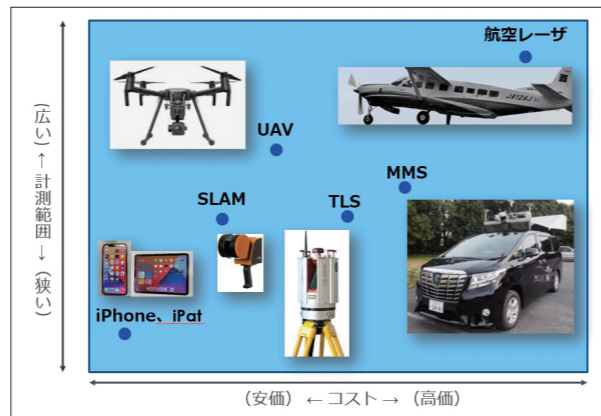 航空レーザ
JA124J
UAV
MMS
SLAM
TLS
iPhone、iPat
(広い) ← 計測範囲 → (狭い)
(安価) ← コスト → (高価)